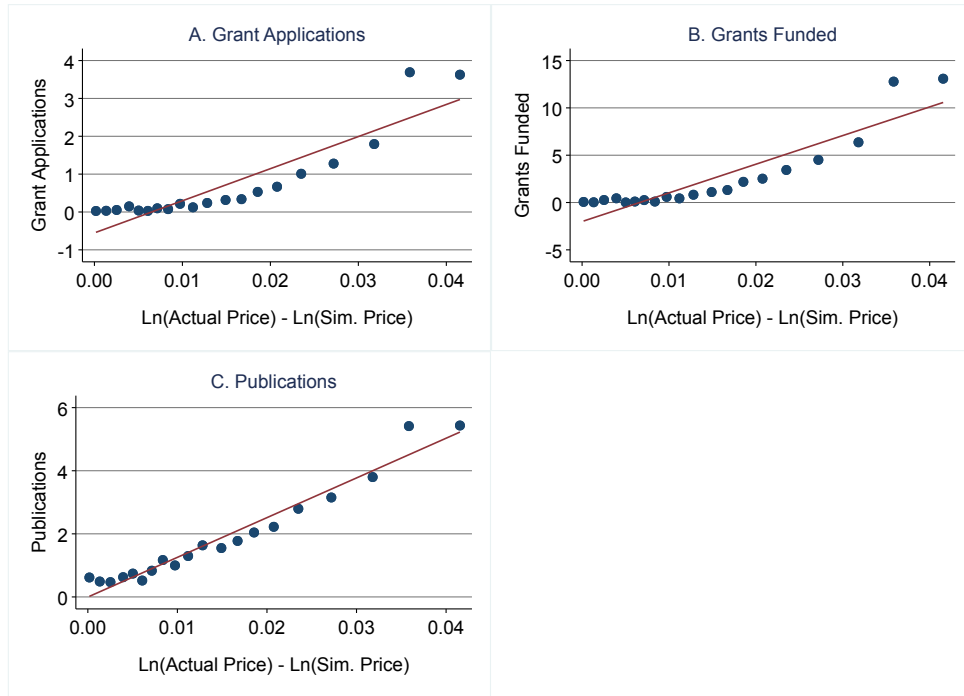 A. Grant Applications
Grant Applications
4
3
2
1
0
-1
0.00 0.01 0.02 0.03 0.04
Ln(Actual Price) - Ln(Sim. Price)
B. Grants Funded
Grants Funded
15
10
5
0
-5
0.00 0.01 0.02 0.03 0.04
Ln(Actual Price) - Ln(Sim. Price)
C. Publications
Publications
6
4
2
0
0.00 0.01 0.02 0.03 0.04
Ln(Actual Price) - Ln(Sim. Price)